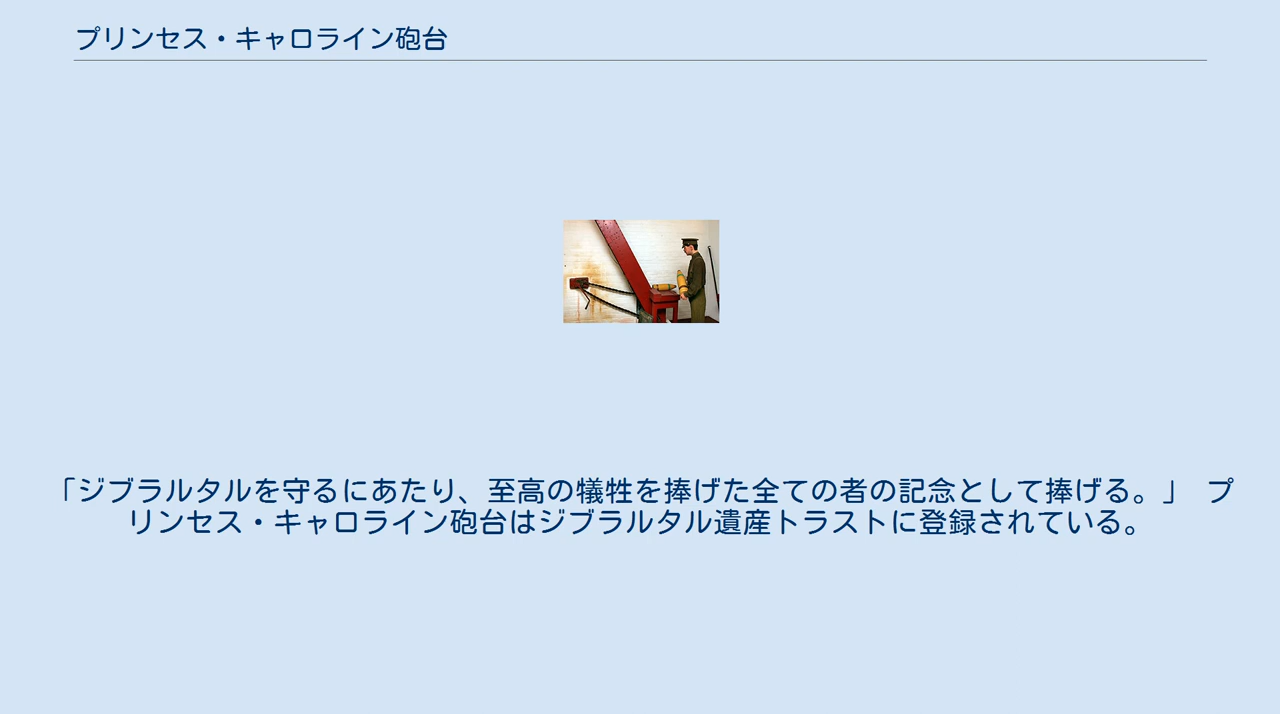 プリンセス・キャロライン砲台
「ジブラルタルを守るにあたり、至高の犠牲を捧げた全ての者の記念として捧げる。」 プ
リンセス・キャロライン砲台はジブラルタル遺産トラストに登録されている。